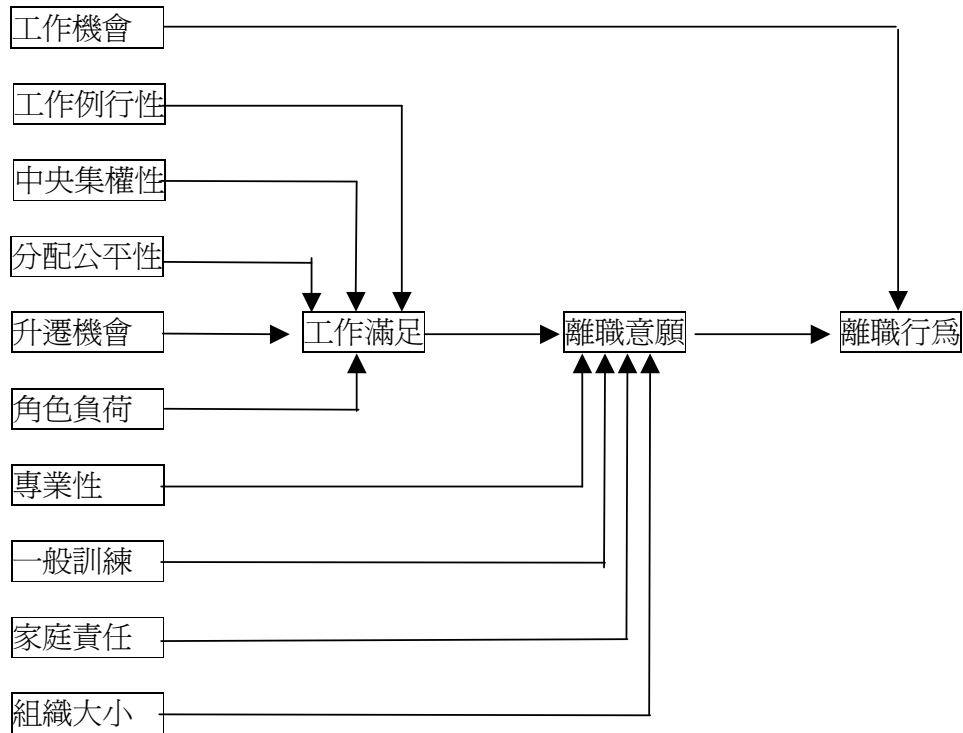 工作機會
工作例行性
中央集權性
分配公平性
升遷機會
工作滿足
離職意願
離職行為
角色負荷
專業性
一般訓練
家庭責任
組織大小